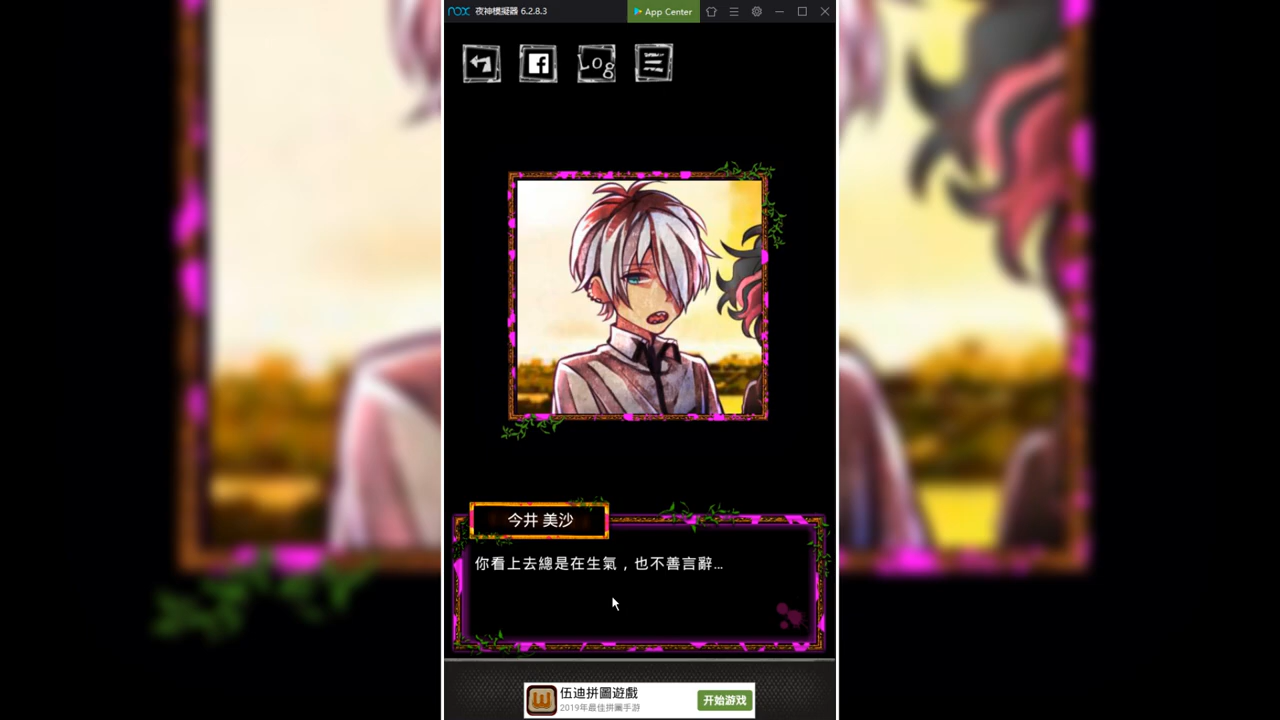 nox 夜神模擬器 6.2.8.3
App Center
Log
今井 美沙
你看上去總是在生氣，也不善言辭...
伍迪拼圖遊戲
2019年最佳拼圖手游
开始游戏